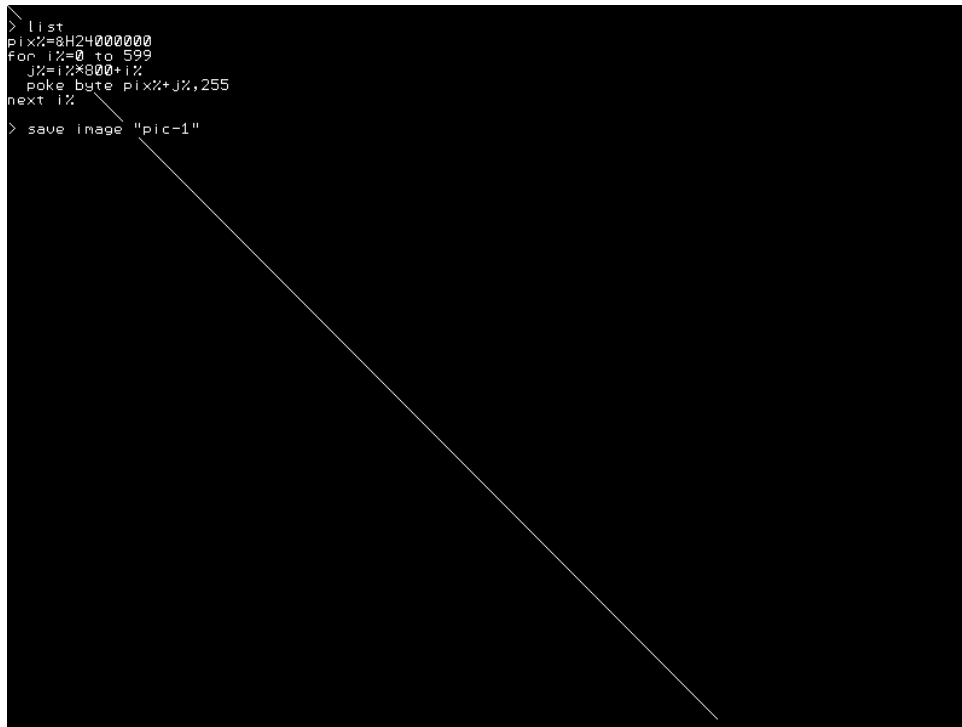 > list
pix%=&H24000000
for i%=0 to 599
  j%=i%*800+i%
  poke byte pix%+j%,255
next i%
> save image "pic-1"